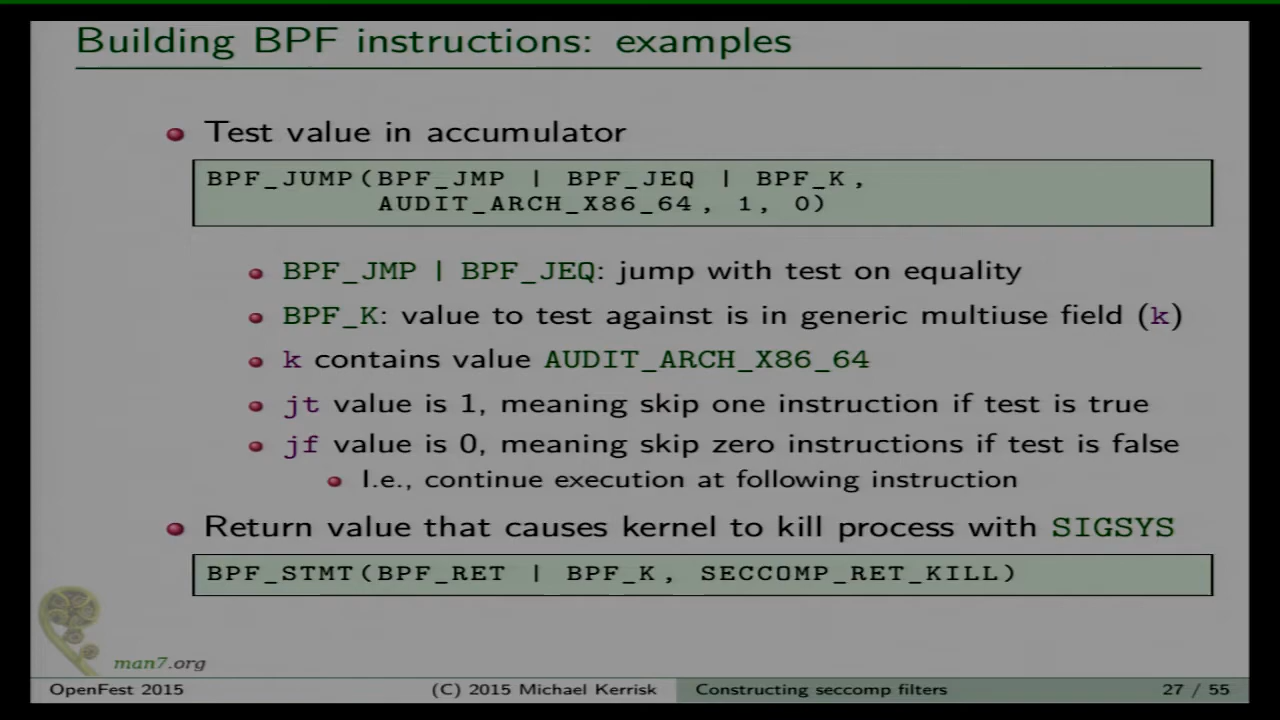 Building BPF instructions: examples
Test value in accumulator
BPF_JUMP(BPF_JMP | BPF_JEQ | BPF_K,
AUDIT_ARCH_X86_64, 1, 0)
BPF_JMP | BPF_JEQ: jump with test on equality
BPF_K: value to test against is in generic multiuse field (k)
k contains value AUDIT_ARCH_X86_64
jt value is 1, meaning skip one instruction if test is true
jf value is 0, meaning skip zero instructions if test is false
I.e., continue execution at following instruction
Return value that causes kernel to kill process with SIGSYS
BPF_STMT(BPF_RET | BPF_K, SECCOMP_RET_KILL)
man7.org
OpenFest 2015 (C) 2015 Michael Kerrisk Constructing seccomp filters 27 / 55